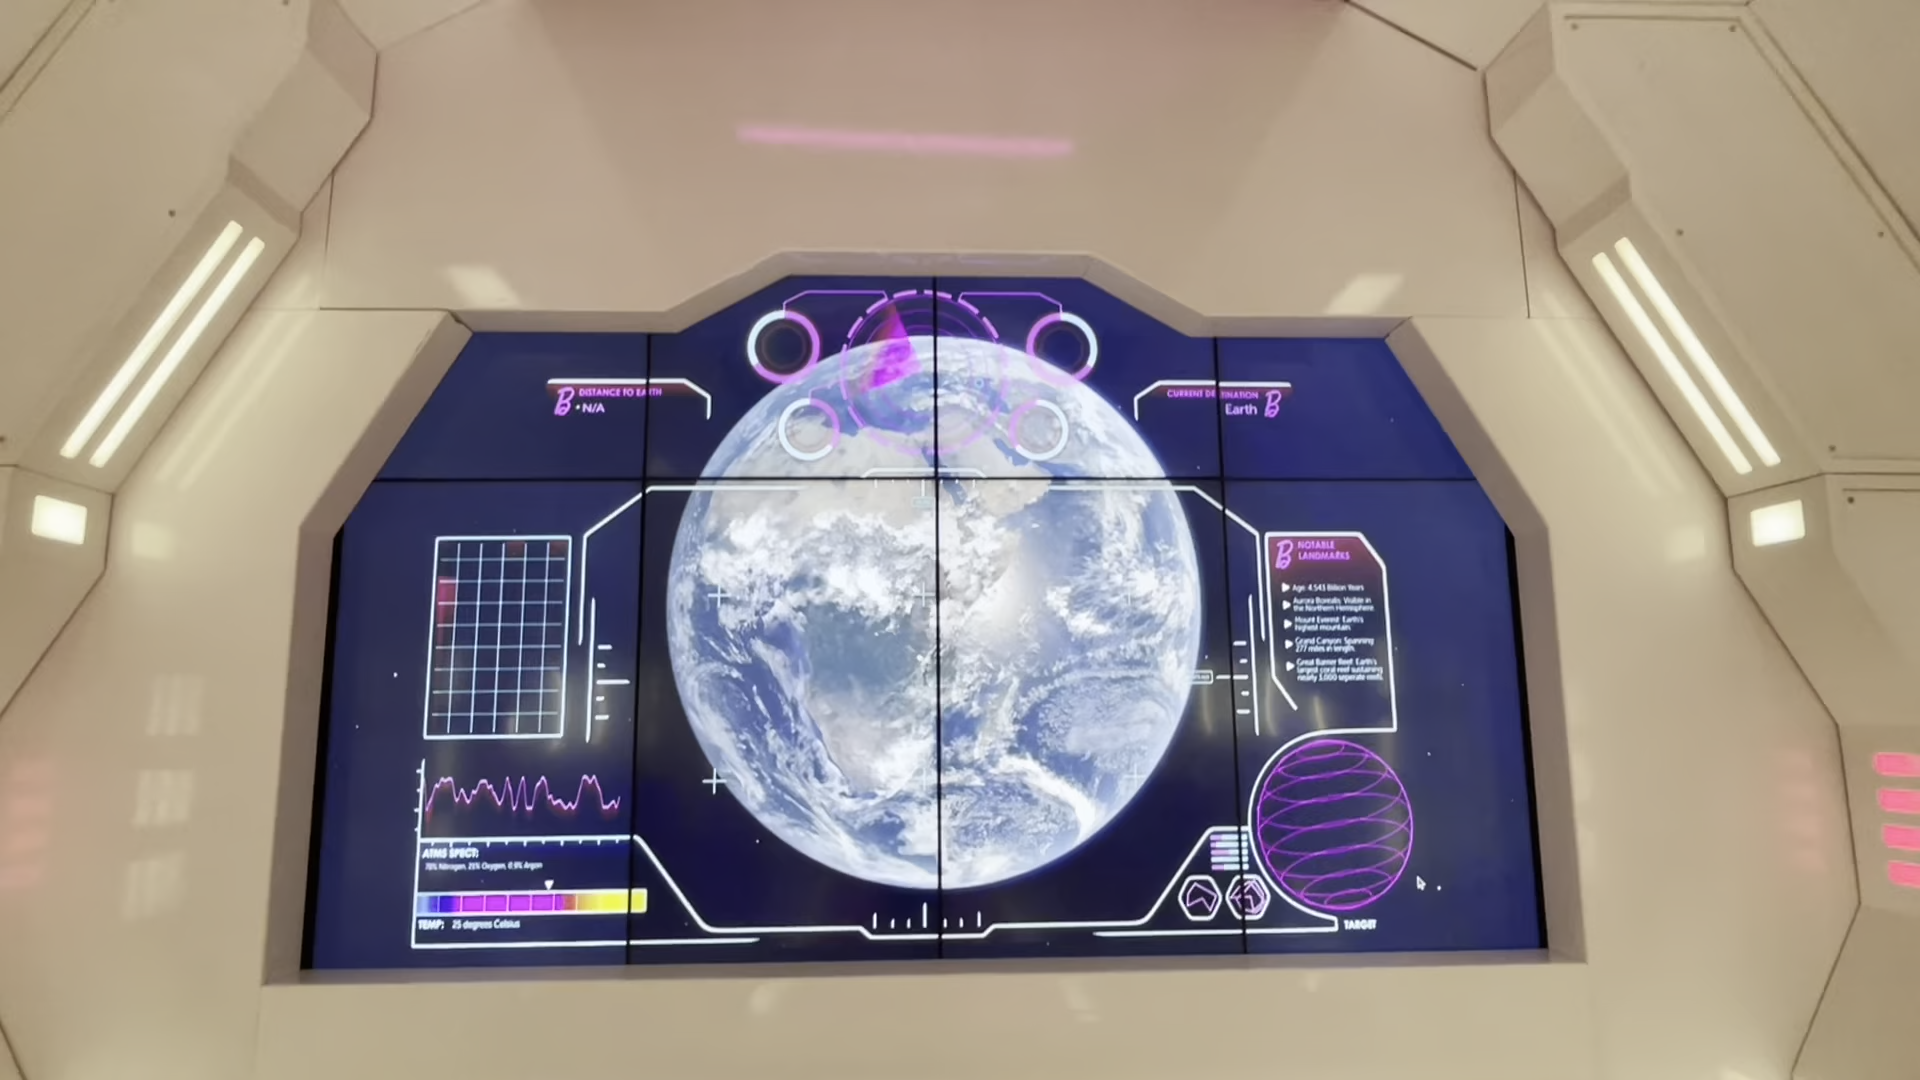 B DISTANCE TO EARTH
• N/A
CURRENT DESTINATION B
Earth
B NOTABLE
LANDMARKS
Age: 4.543 Billion Years
Aurora Borealis: Visible in
the Northern Hemisphere.
Mount Everest: Earth's
highest mountain.
Grand Canyon: Spanning
277 miles in length.
Great Barrier Reef: Earth's
largest coral reef sustaining
nearly 3,000 seperate reefs.
ATMS SPECT:
78% Nitrogen, 21% Oxygen, 0.9% Argon
TEMP: 25 degrees Celsius
TARGET